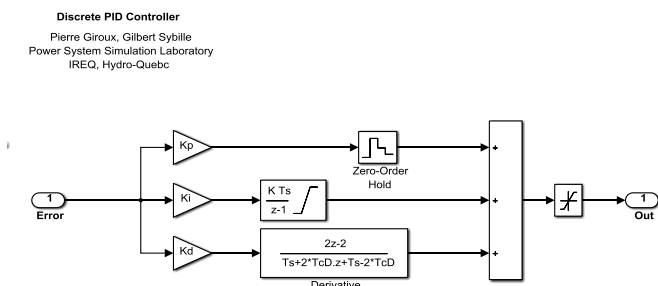 Discrete PID Controller
Pierre Giroux, Gilbert Sybille
Power System Simulation Laboratory
IREQ, Hydro-Quebc
Kp
Zero-Order
Hold
+
1
Error
Ki
K Ts
z-1
+
1
Out
Kd
2z-2
Ts+2*TcD.z+Ts-2*TcD
+
Derivative